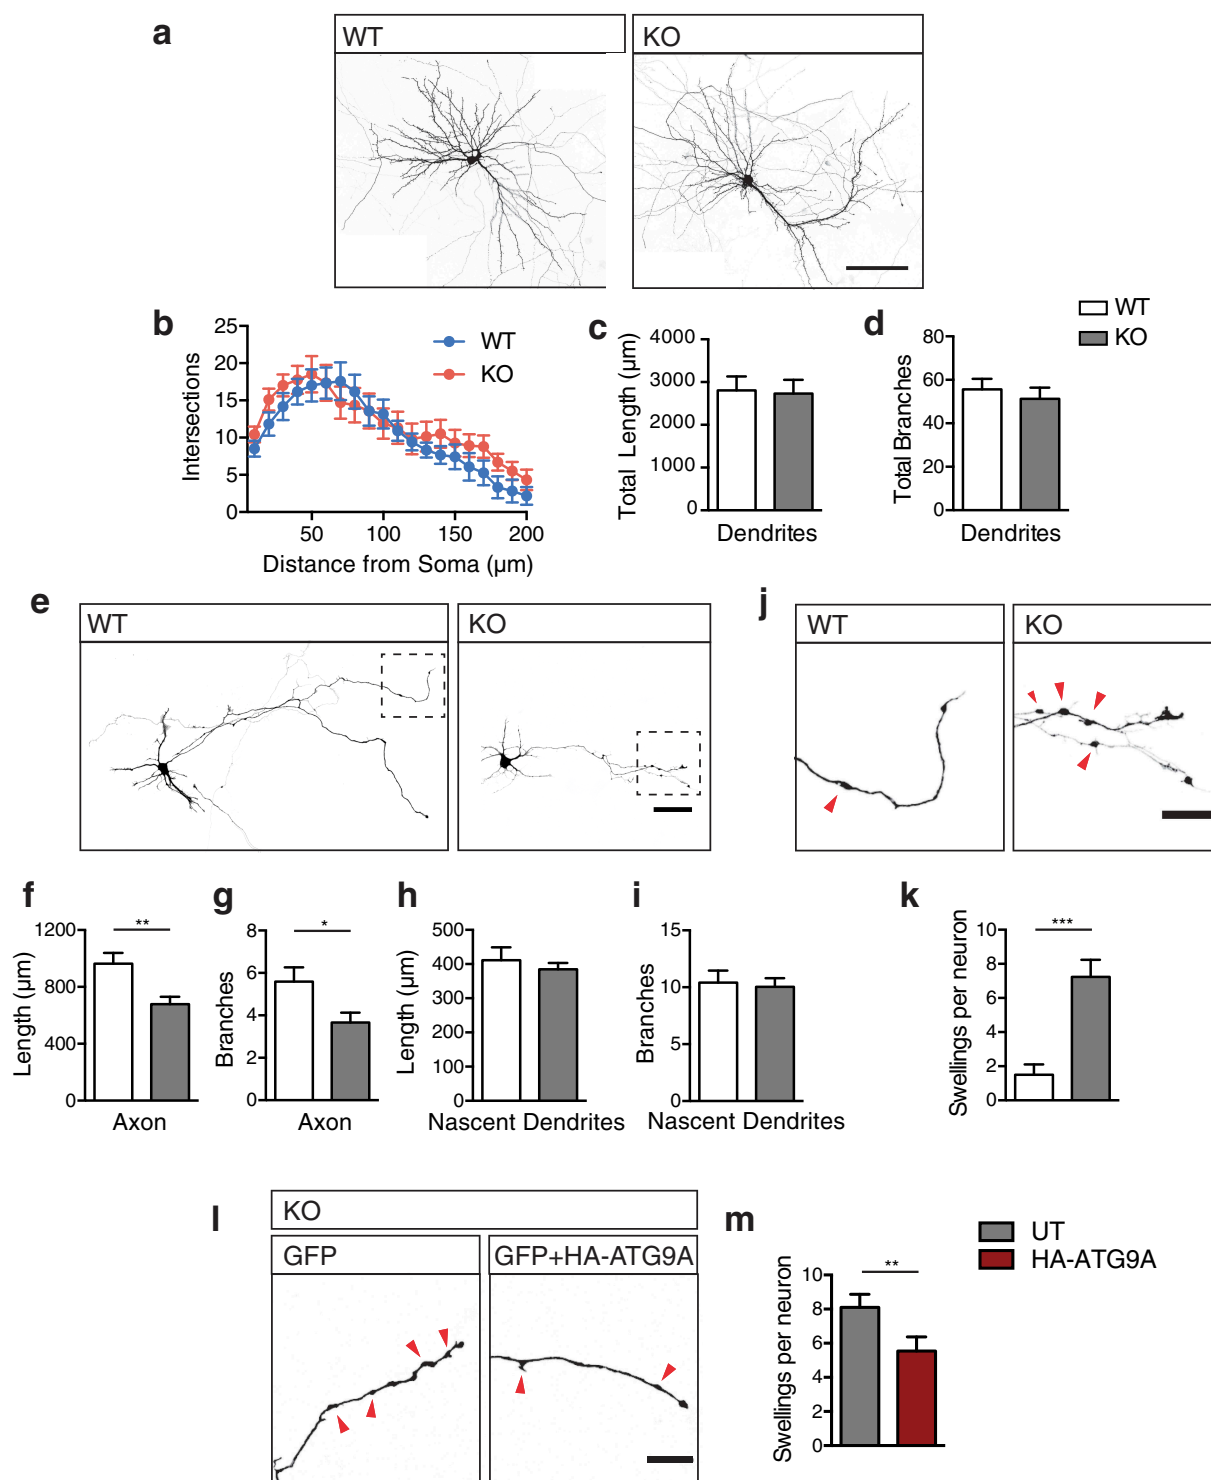 a
WT
KO
b
25
20
15
10
5
0
Intersections
WT
KO
50
100
150
200
Distance from Soma (μm)
c
4000
3000
2000
1000
0
Total Length (μm)
Dendrites
d
WT
KO
80
60
40
20
0
Total Branches
Dendrites
e
WT
KO
j
WT
KO
f
1200
800
400
0
Length (μm)
**
Axon
g
8
6
4
2
0
Branches
*
Axon
h
500
400
300
200
100
0
Length (μm)
Nascent Dendrites
i
15
10
5
0
Branches
Nascent Dendrites
k
10
8
6
4
2
0
Swellings per neuron
***
l
KO
GFP
GFP+HA-ATG9A
m
UT
HA-ATG9A
10
8
6
4
2
0
Swellings per neuron
**